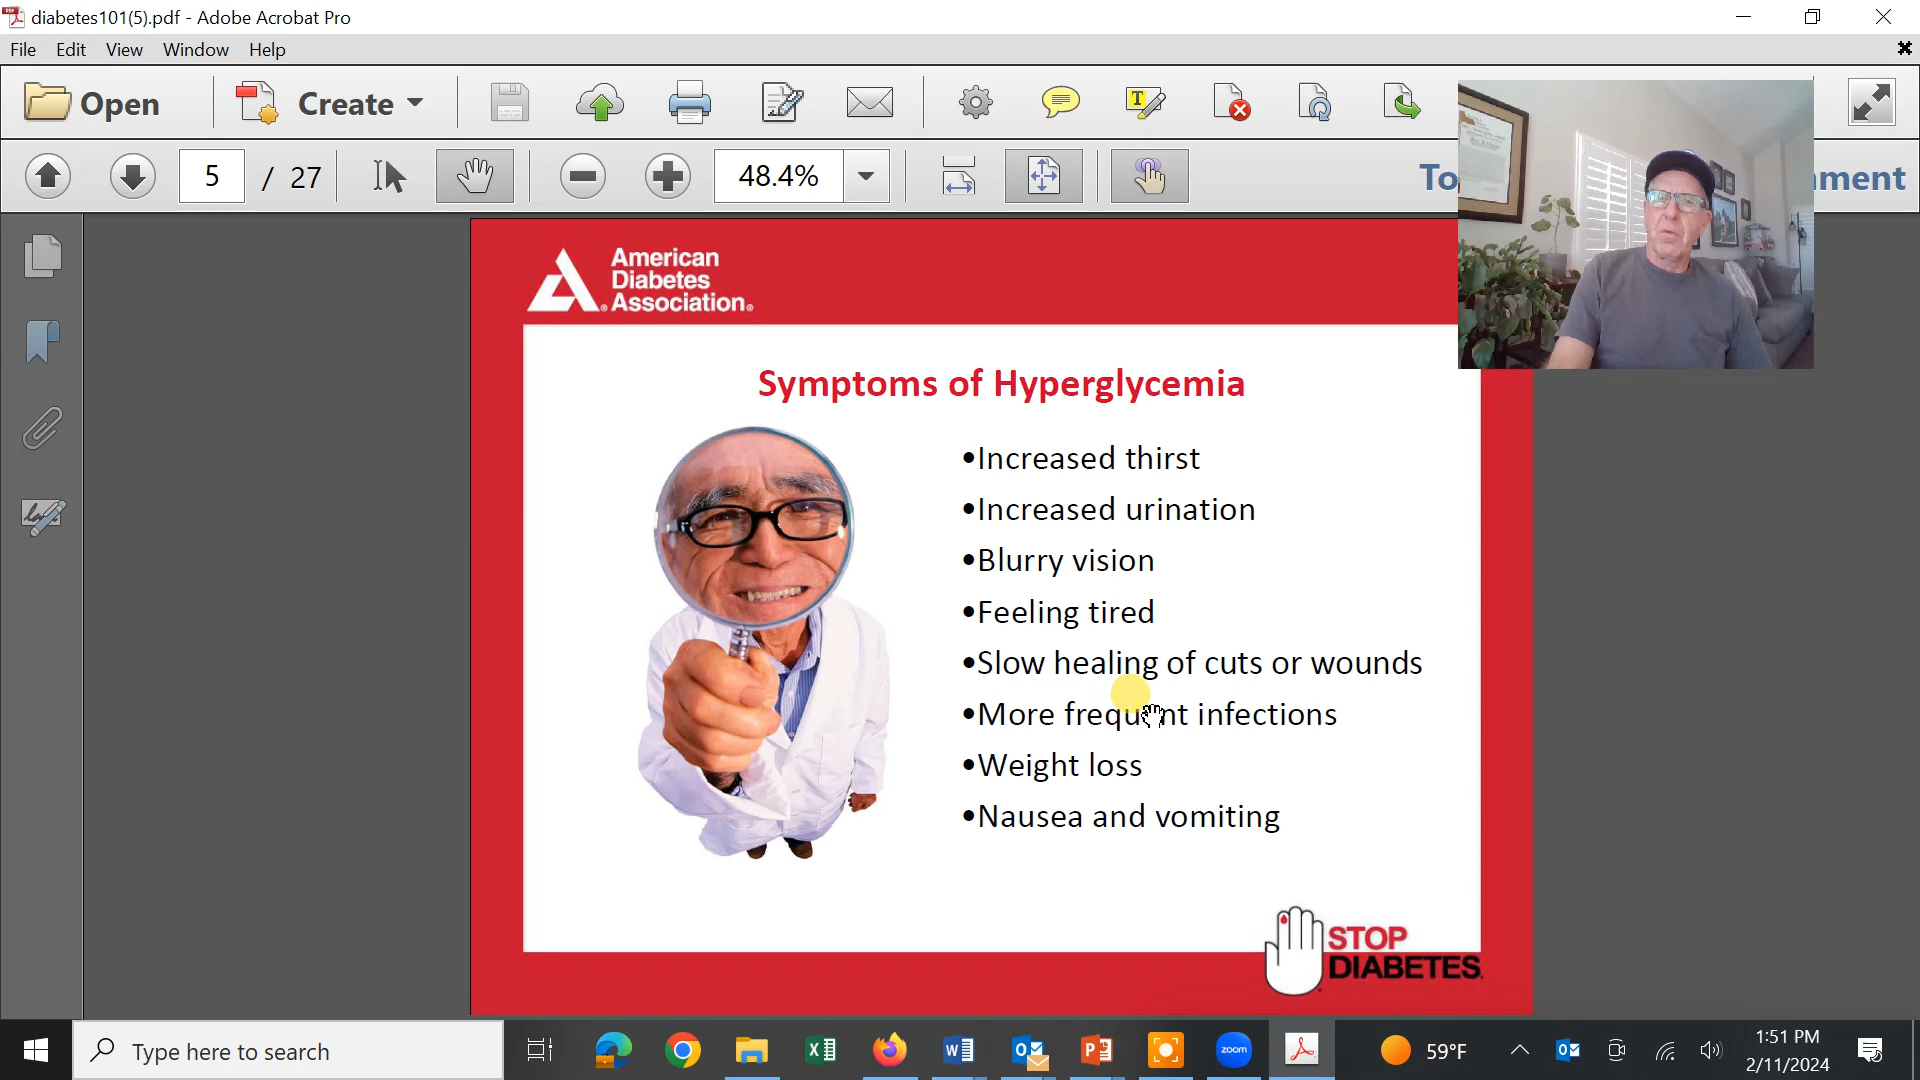 diabetes101(5).pdf - Adobe Acrobat Pro
File Edit View Window Help
Open Create
5 / 27 48.4% To ment
American
Diabetes
Association®
Symptoms of Hyperglycemia
•Increased thirst
•Increased urination
•Blurry vision
•Feeling tired
•Slow healing of cuts or wounds
•More frequent infections
•Weight loss
•Nausea and vomiting
STOP
DIABETES
Type here to search
zoom
59°F
1:51 PM
2/11/2024